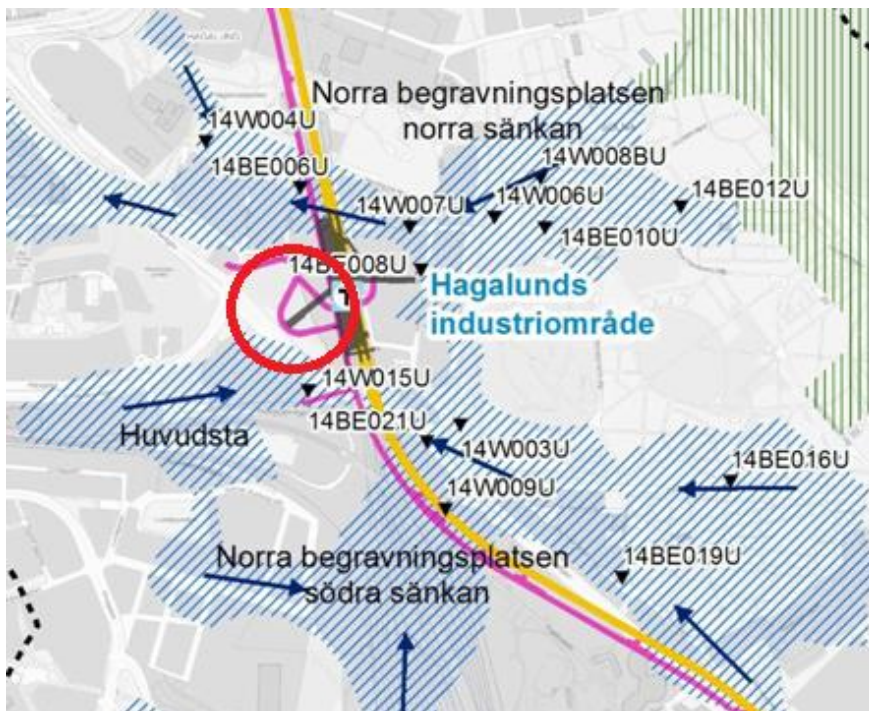 HAGALUND
Norra begravningsplatsen
norra sänkan
14W004U
14BE006U
14W008BU
14BE012U
14W007U
14W006U
14BE010U
14BE008U
T
Hagalunds
industriområde
14W015U
14BE021U
Huvudsta
14W003U
14BE016U
14W009U
Norra begravningsplatsen
södra sänkan
14BE019U